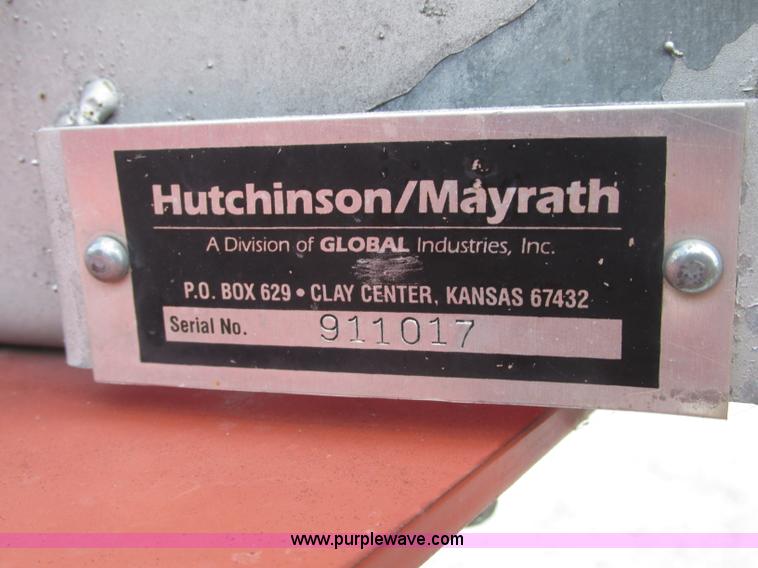 Hutchinson/Mayrath
A Division of GLOBAL Industries, Inc.
P.O. BOX 629 • CLAY CENTER, KANSAS 67432
Serial No. 911017
www.purplewave.com